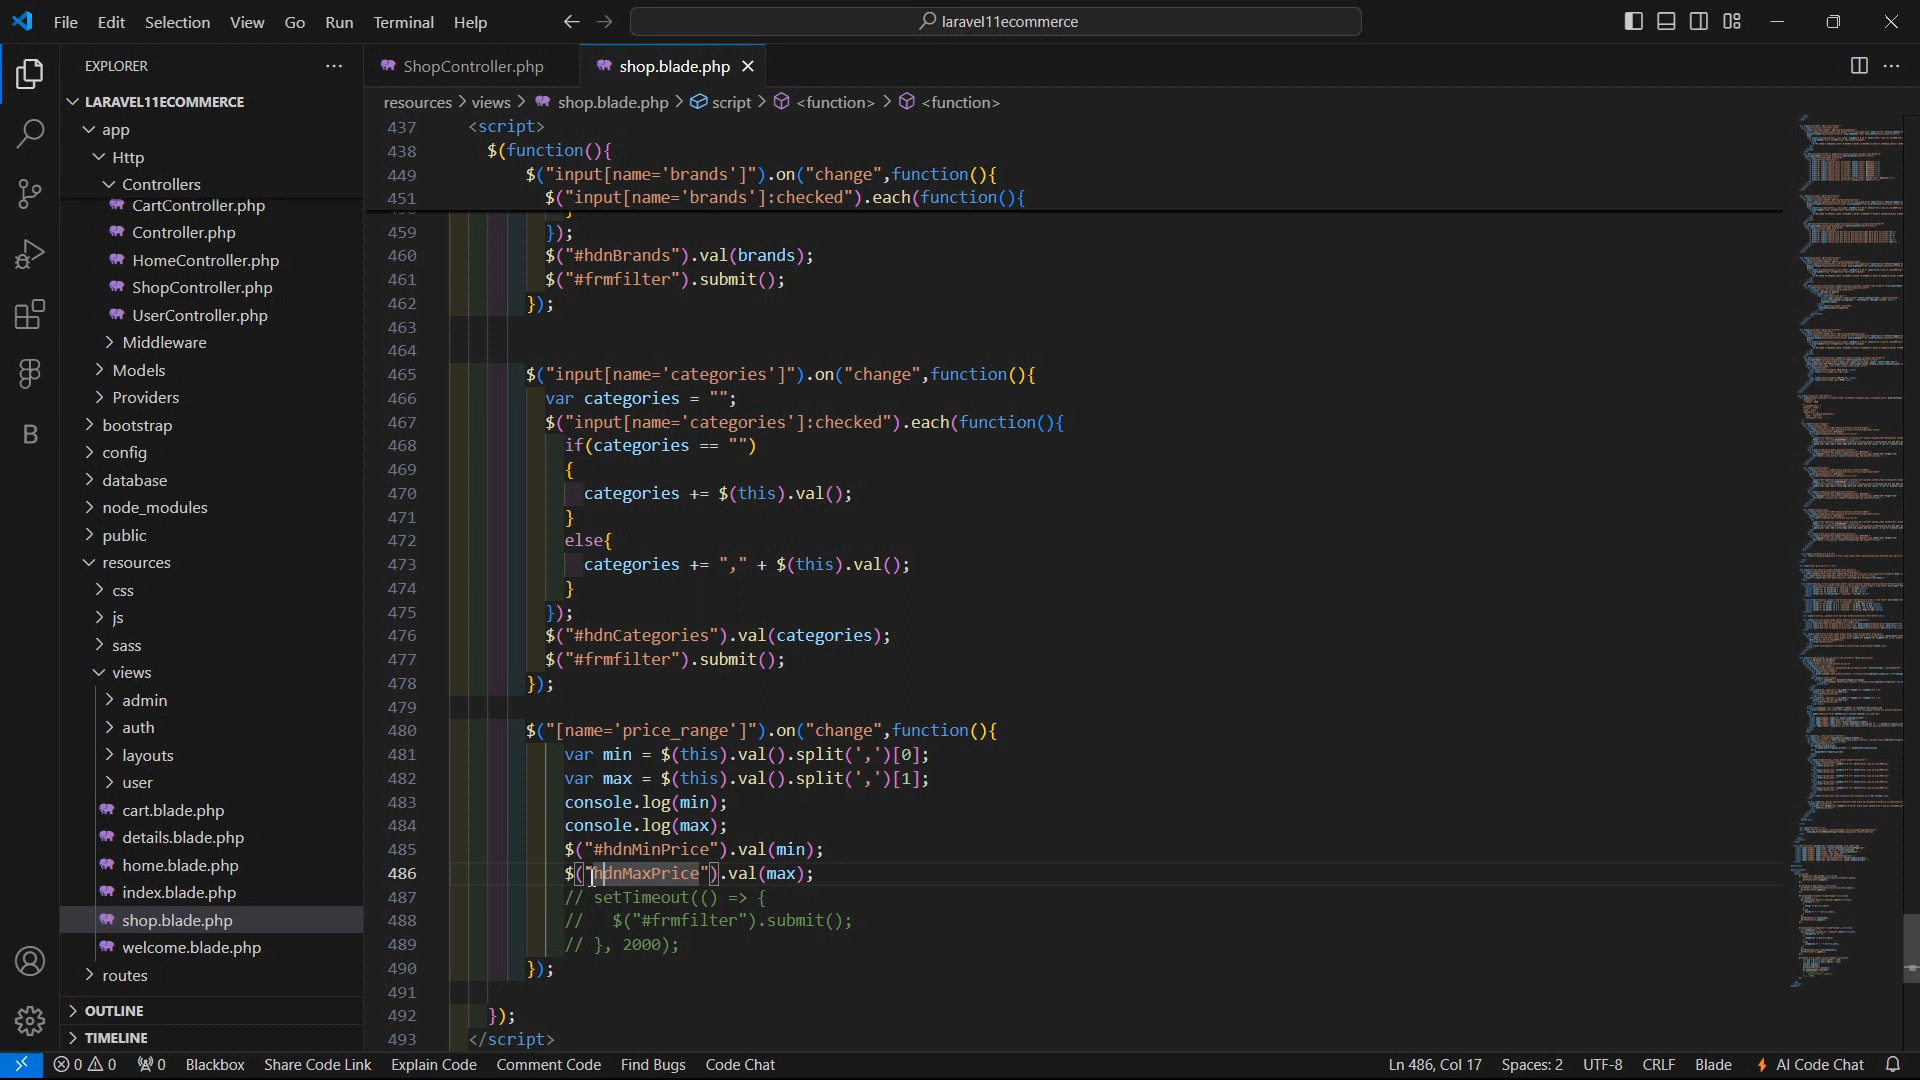 File Edit Selection View Go Run Terminal Help
laravel11ecommerce
EXPLORER
LARAVEL11ECOMMERCE
app
Http
Controllers
CartController.php
Controller.php
HomeController.php
ShopController.php
UserController.php
Middleware
Models
Providers
bootstrap
config
database
node_modules
public
resources
css
js
sass
views
admin
auth
layouts
user
cart.blade.php
details.blade.php
home.blade.php
index.blade.php
shop.blade.php
welcome.blade.php
routes
OUTLINE
TIMELINE
ShopController.php shop.blade.php
resources > views > shop.blade.php > script > <function> > <function>
437 <script>
438 $(function(){
449 $("input[name='brands']").on("change",function(){
451 $("input[name='brands']:checked").each(function(){
459 });
460 $("#hdnBrands").val(brands);
461 $("#frmfilter").submit();
462 });
463
464
465 $("input[name='categories']").on("change",function(){
466 var categories = "";
467 $("input[name='categories']:checked").each(function(){
468 if(categories == "")
469 {
470 categories += $(this).val();
471 }
472 else{
473 categories += "," + $(this).val();
474 }
475 });
476 $("#hdnCategories").val(categories);
477 $("#frmfilter").submit();
478 });
479
480 $("[name='price_range']").on("change",function(){
481 var min = $(this).val().split(',')[0];
482 var max = $(this).val().split(',')[1];
483 console.log(min);
484 console.log(max);
485 $("#hdnMinPrice").val(min);
486 $("hdnMaxPrice").val(max);
487 // setTimeout(() => {
488 // $("#frmfilter").submit();
489 // }, 2000);
490 });
491
492 });
493 </script>
0 0 0 Blackbox Share Code Link Explain Code Comment Code Find Bugs Code Chat Ln 486, Col 17 Spaces: 2 UTF-8 CRLF Blade AI Code Chat